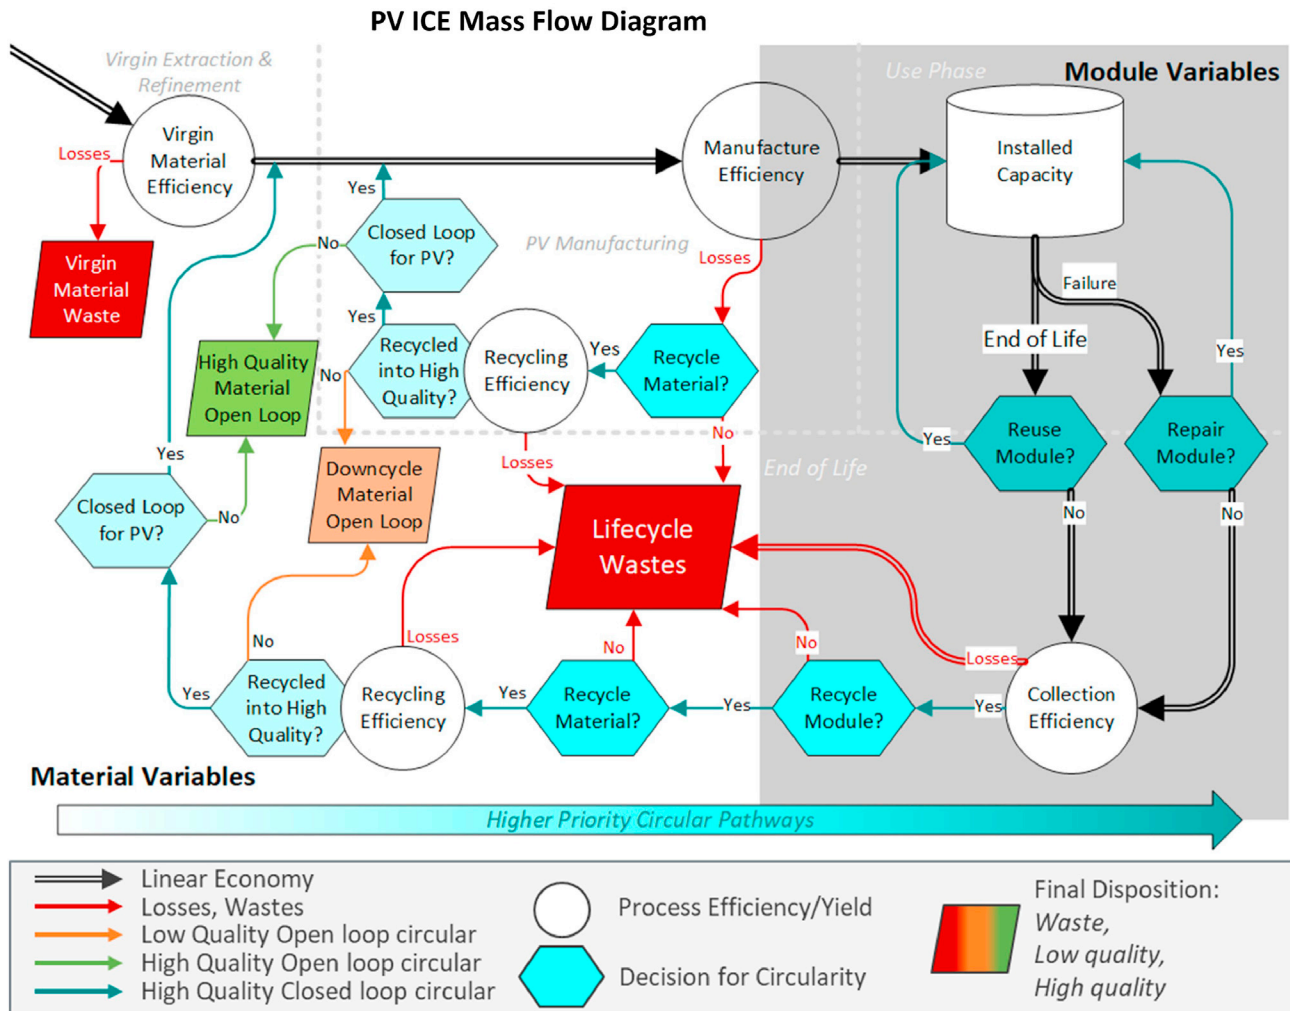 PV ICE Mass Flow Diagram
Virgin Extraction &
Refinement
Use Phase
Module Variables
Losses
Virgin
Material
Efficiency
Manufacture
Efficiency
Installed
Capacity
Yes
Closed Loop
for PV?
No
PV Manufacturing
Losses
Virgin
Material
Waste
Failure
Yes
Recycled
into High
Quality?
Recycling
Efficiency
Yes
Recycle
Material?
End of Life
Yes
High Quality
Material
Open Loop
No
No
Yes
Reuse
Module?
Repair
Module?
Yes
Losses
End of Life
Downcycle
Material
Open Loop
Closed Loop
for PV?
No
Lifecycle
Wastes
No
No
No
Losses
No
No
Losses
Yes
Recycled
into High
Quality?
Recycling
Efficiency
Yes
Recycle
Material?
Yes
Recycle
Module?
Yes
Collection
Efficiency
Material Variables
Higher Priority Circular Pathways
Linear Economy
Losses, Wastes
Low Quality Open loop circular
High Quality Open loop circular
High Quality Closed loop circular
Process Efficiency/Yield
Decision for Circularity
Final Disposition:
Waste,
Low quality,
High quality